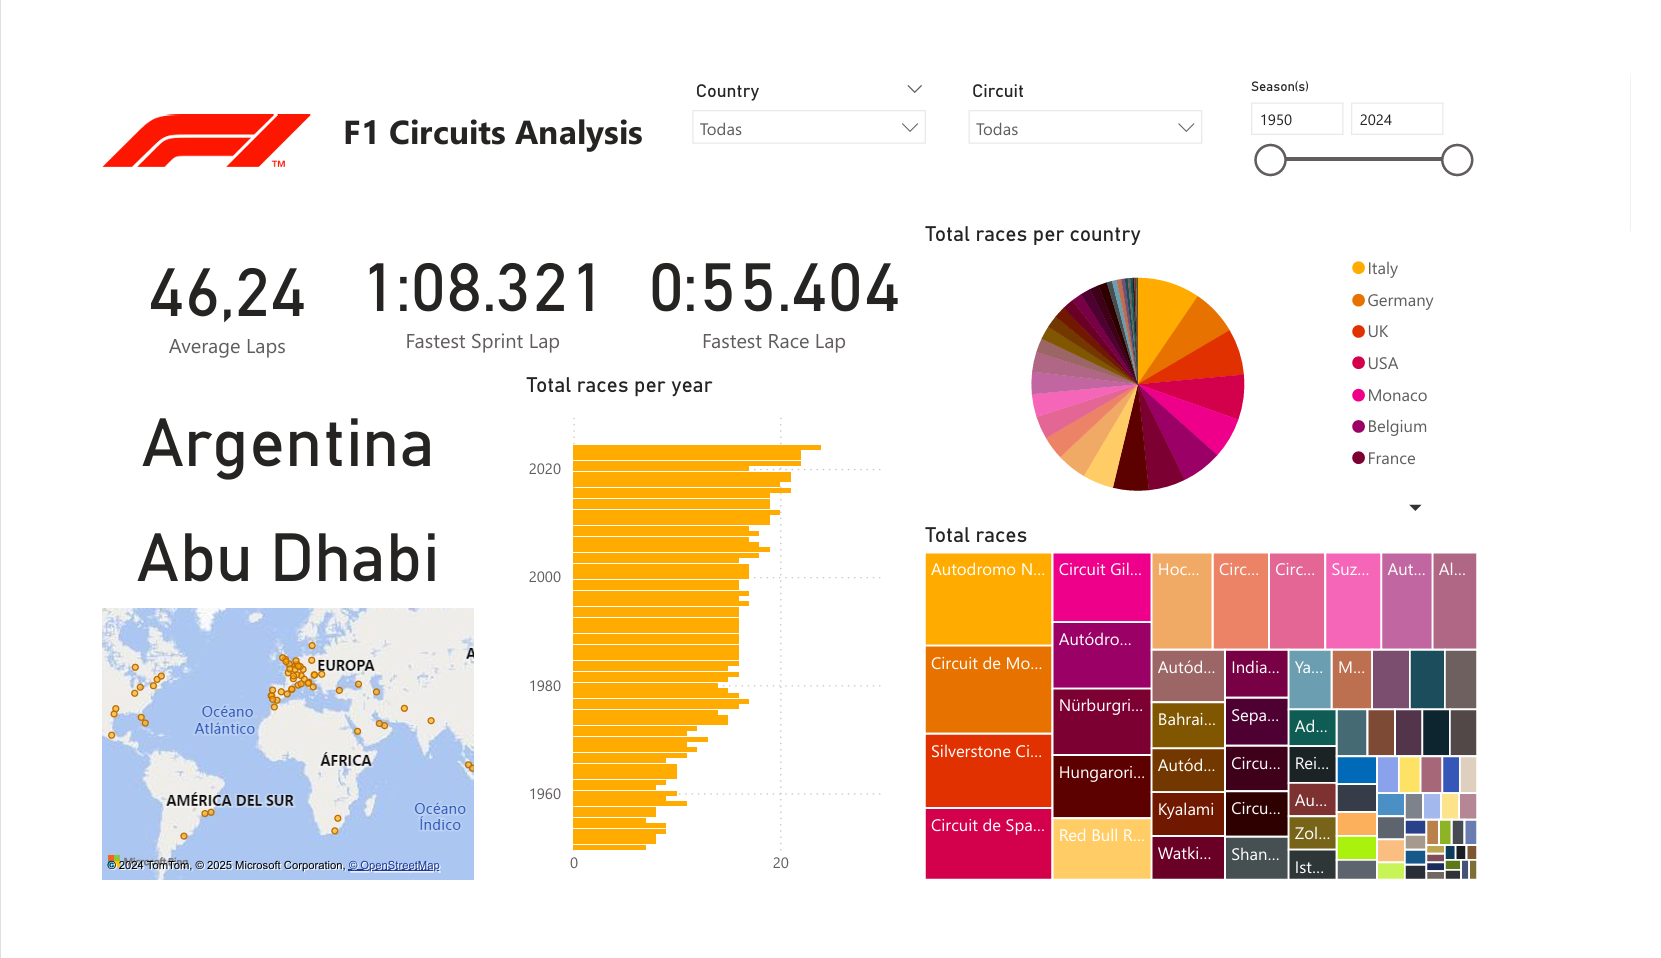 Country
Circuit
Season(s)
Todas
Todas
1950
2024
F1 Circuits Analysis
TM
Total races per country
46,24
1:08.321
0:55.404
Average Laps
Fastest Sprint Lap
Fastest Race Lap
Italy
Germany
UK
USA
Monaco
Belgium
France
Argentina
Abu Dhabi
Total races per year
2020
2000
1980
1960
0
20
EUROPA
A
Océano
Atlántico
ÁFRICA
AMÉRICA DEL SUR
Océano
Índico
© 2024 TomTom, © 2025 Microsoft Corporation, © OpenStreetMap
Total races
Autodromo N...
Circuit de Mo...
Silverstone Ci...
Circuit de Spa...
Circuit Gil...
Autódro...
Nürburgri...
Hungarori...
Red Bull R...
Hoc...
Circ...
Circ...
Suz...
Aut...
Al...
Autód...
Bahrai...
Autód...
Kyalami
Watki...
India...
Sepa...
Circu...
Circu...
Shan...
Ya...
M...
Ad...
Rei...
Au...
Zol...
Ist...